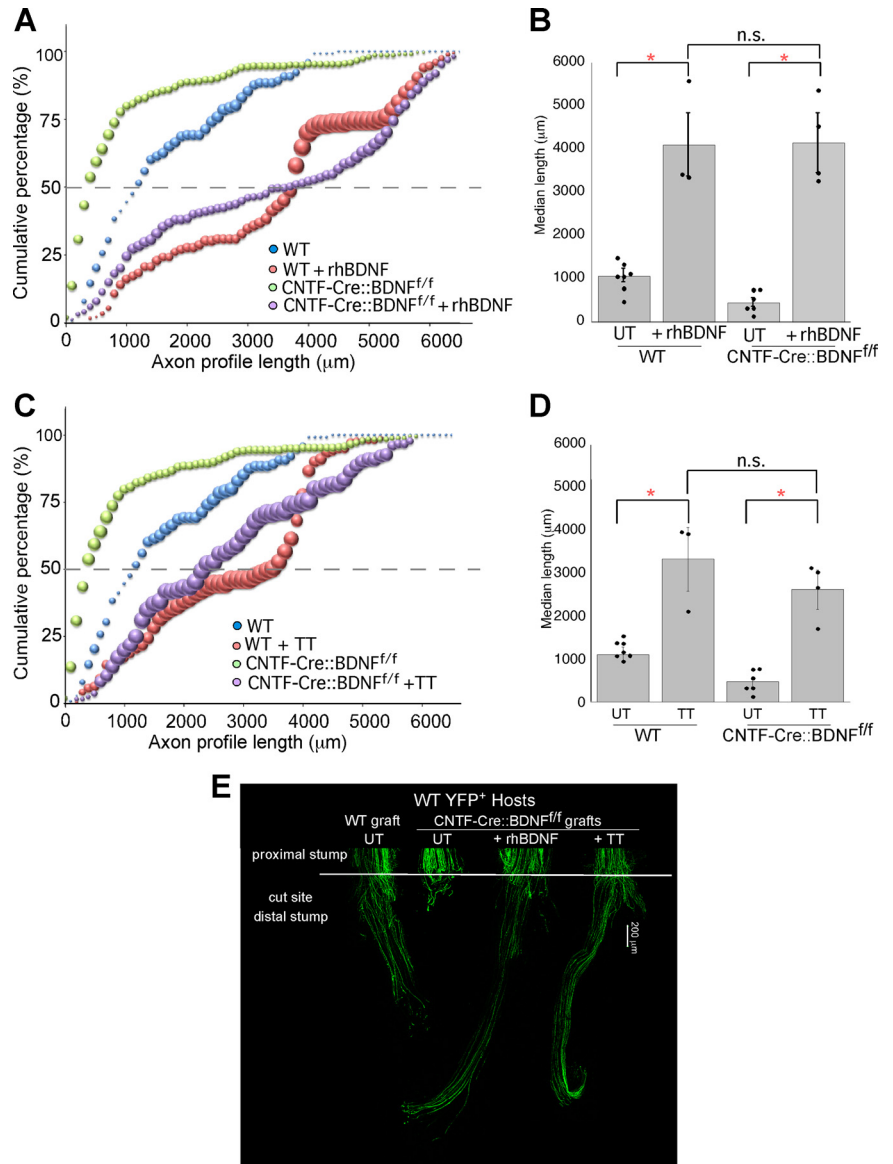 A
Cumulative percentage (%)
100
75
50
25
0
0 1000 2000 3000 4000 5000 6000
Axon profile length (µm)
WT
WT + rhBDNF
CNTF-Cre::BDNF^f/f
CNTF-Cre::BDNF^f/f + rhBDNF
B
Median length (µm)
6000
5000
4000
3000
2000
1000
0
n.s.
* *
UT + rhBDNF UT + rhBDNF
WT CNTF-Cre::BDNF^f/f
C
Cumulative percentage (%)
100
75
50
25
0
0 1000 2000 3000 4000 5000 6000
Axon profile length (µm)
WT
WT + TT
CNTF-Cre::BDNF^f/f
CNTF-Cre::BDNF^f/f +TT
D
Median length (µm)
6000
5000
4000
3000
2000
1000
0
n.s.
* *
UT TT UT TT
WT CNTF-Cre::BDNF^f/f
E
WT YFP⁺ Hosts
WT graft CNTF-Cre::BDNF^f/f grafts
UT UT + rhBDNF + TT
proximal stump
cut site
distal stump
200 µm